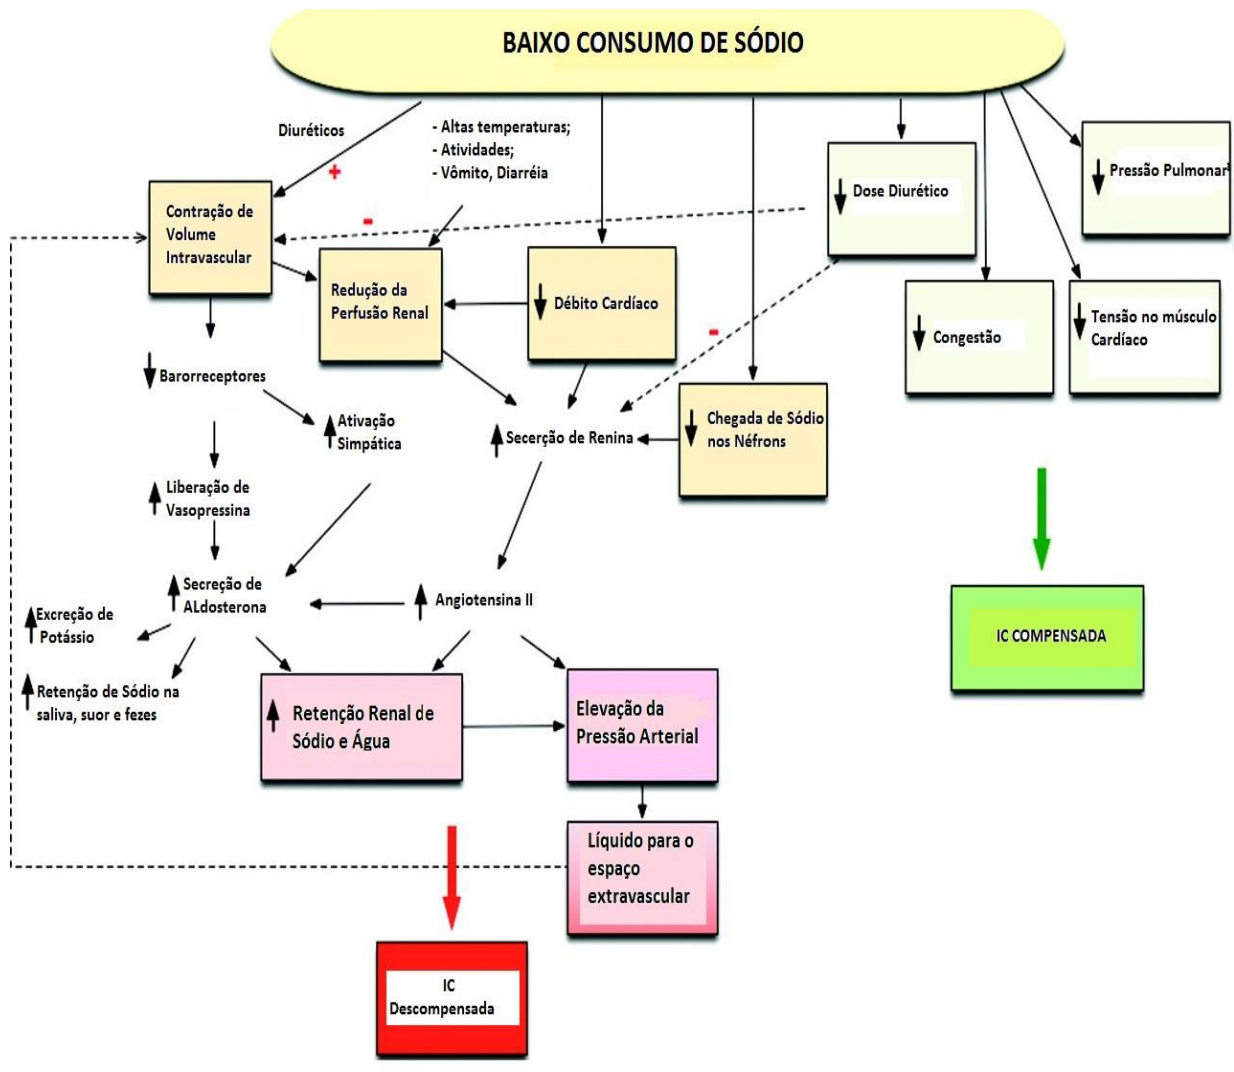 BAIXO CONSUMO DE SÓDIO
Diuréticos
- Altas temperaturas;
- Atividades;
- Vômito, Diarréia
+
-
Contração de
Volume
Intravascular
Redução da
Perfusão Renal
Débito Cardíaco
Dose Diurético
Pressão Pulmonar
Congestão
Tensão no músculo
Cardíaco
-
Barorreceptores
Ativação
Simpática
Secerção de Renina
Chegada de Sódio
nos Néfrons
Liberação de
Vasopressina
Secreção de
ALdosterona
Angiotensina II
Excreção de
Potássio
Retenção de Sódio na
saliva, suor e fezes
Retenção Renal de
Sódio e Água
Elevação da
Pressão Arterial
Líquido para o
espaço
extravascular
IC COMPENSADA
IC
Descompensada